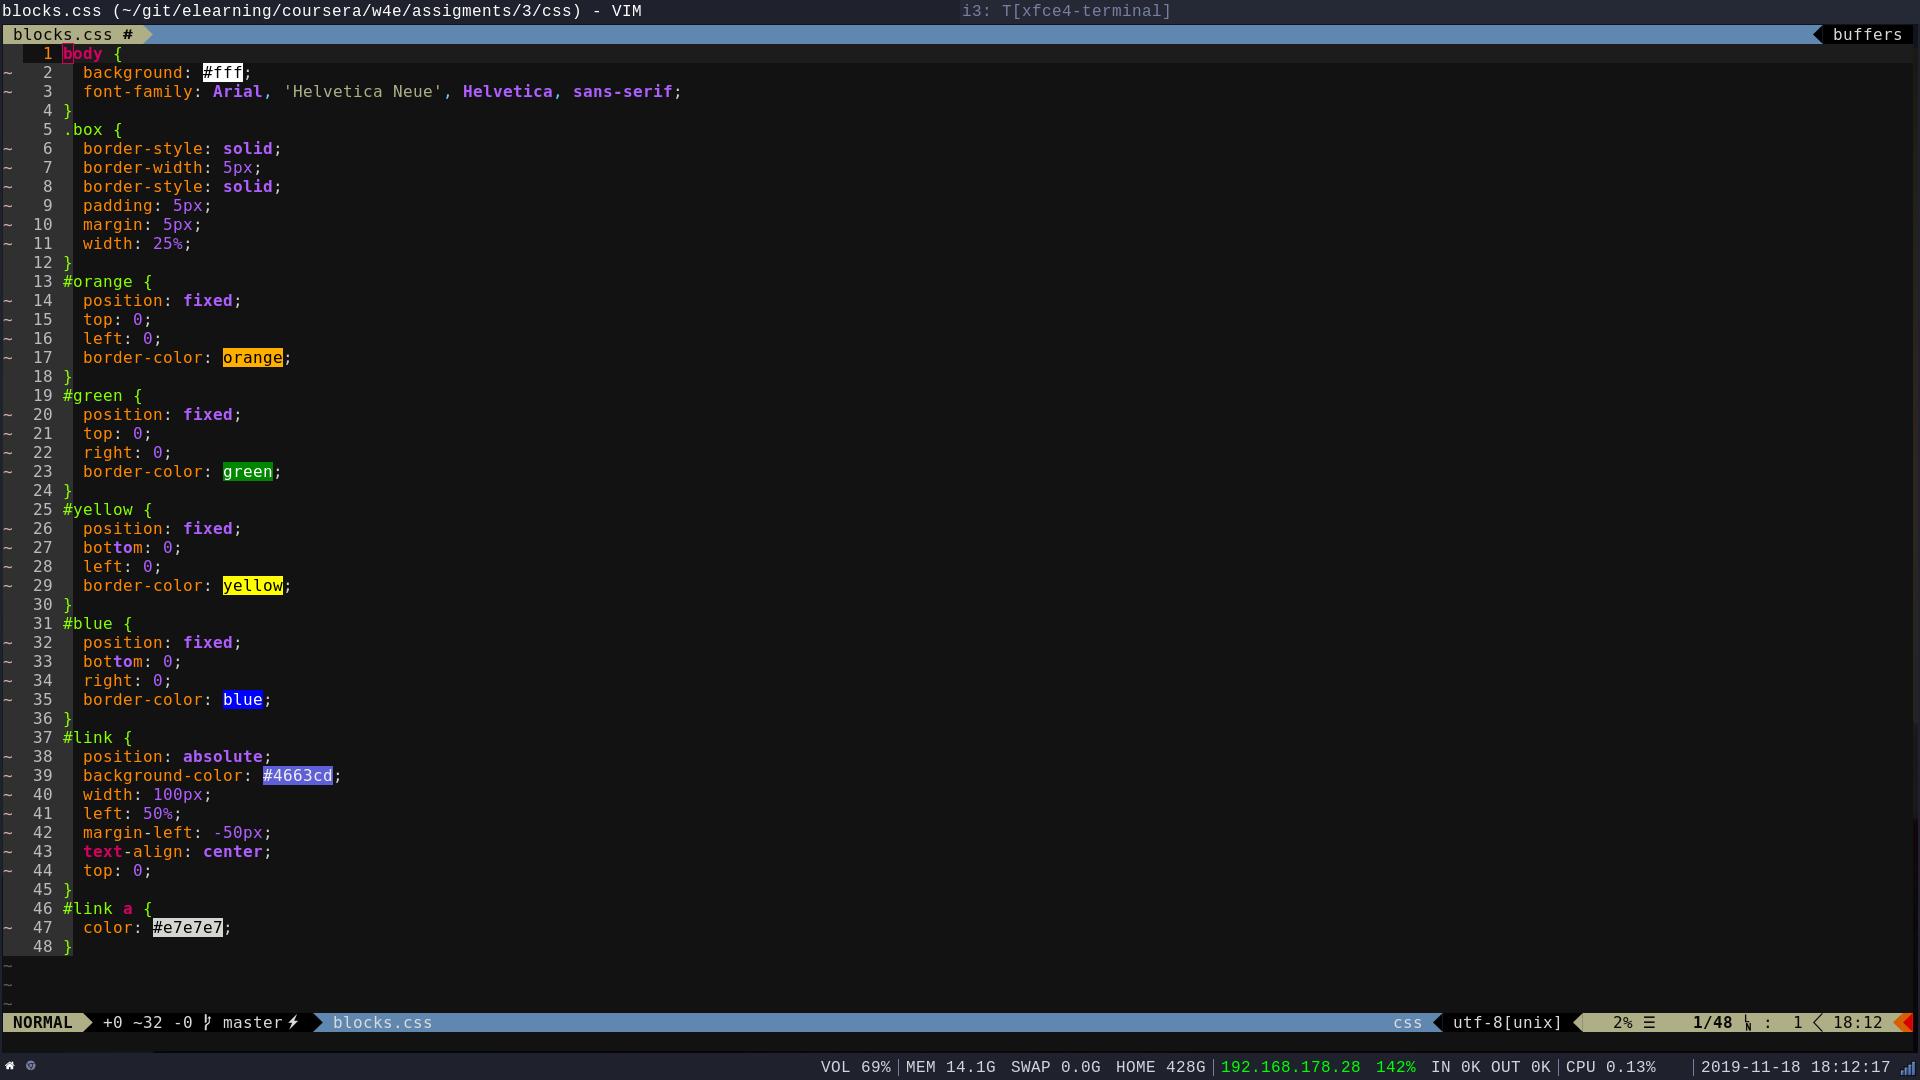 blocks.css (~/git/elearning/coursera/w4e/assigments/3/css) - VIM
i3: T[xfce4-terminal]
blocks.css #
buffers
1 body {
~ 2   background: #fff;
~ 3   font-family: Arial, 'Helvetica Neue', Helvetica, sans-serif;
4 }
5 .box {
~ 6   border-style: solid;
~ 7   border-width: 5px;
~ 8   border-style: solid;
~ 9   padding: 5px;
~ 10   margin: 5px;
~ 11   width: 25%;
12 }
13 #orange {
~ 14   position: fixed;
~ 15   top: 0;
~ 16   left: 0;
~ 17   border-color: orange;
18 }
19 #green {
~ 20   position: fixed;
~ 21   top: 0;
~ 22   right: 0;
~ 23   border-color: green;
24 }
25 #yellow {
~ 26   position: fixed;
~ 27   bottom: 0;
~ 28   left: 0;
~ 29   border-color: yellow;
30 }
31 #blue {
~ 32   position: fixed;
~ 33   bottom: 0;
~ 34   right: 0;
~ 35   border-color: blue;
36 }
37 #link {
~ 38   position: absolute;
~ 39   background-color: #4663cd;
~ 40   width: 100px;
~ 41   left: 50%;
~ 42   margin-left: -50px;
~ 43   text-align: center;
~ 44   top: 0;
45 }
46 #link a {
~ 47   color: #e7e7e7;
48 }
~
~
~
NORMAL +0 ~32 -0 master blocks.css css utf-8[unix] 2% ☰ 1/48 LN : 1 18:12
VOL 69% | MEM 14.1G SWAP 0.0G HOME 428G | 192.168.178.28 142% IN 0K OUT 0K | CPU 0.13% | 2019-11-18 18:12:17